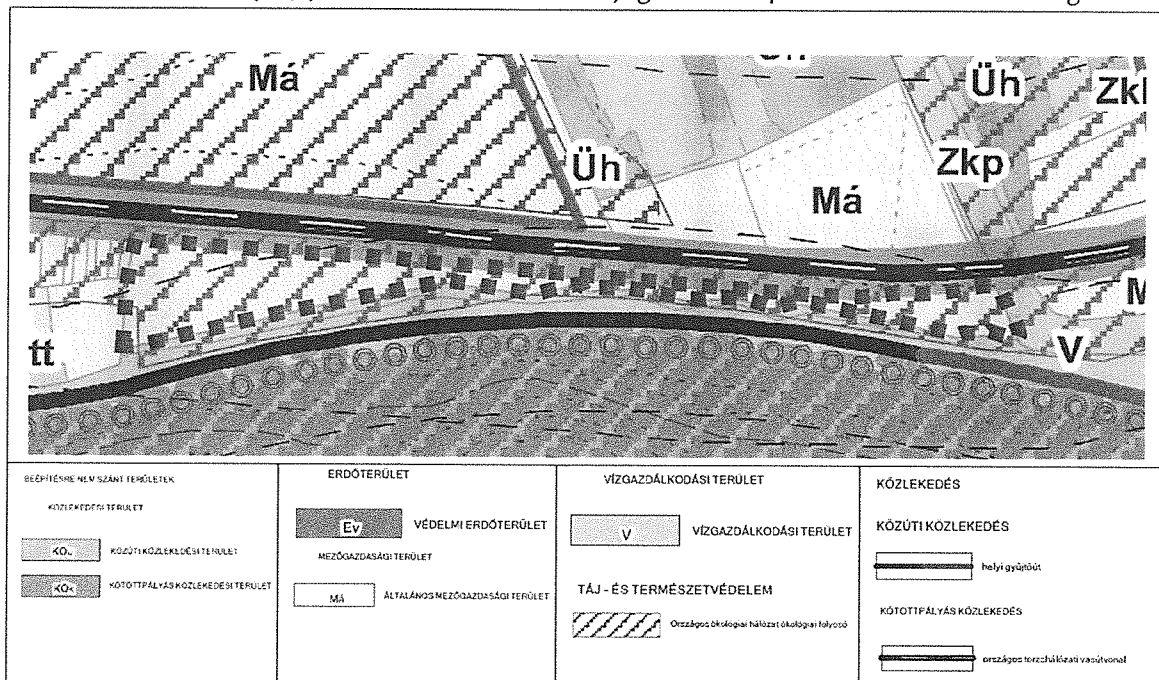 Má
Üh
Üh
Zkp
Má
tt
V
BEÉPÍTÉSRE NEM SZÁNT TERÜLETEK
KÖZLEKEDÉSI TERÜLET
KÖu
KÖZÚTI KÖZLEKEDÉSI TERÜLET
KÖk
KÖTÖTTPÁLYÁS KÖZLEKEDÉSI TERÜLET
ERDŐTERÜLET
Ev
VÉDELMI ERDŐTERÜLET
MEZŐGAZDASÁGI TERÜLET
MÁ
ÁLTALÁNOS MEZŐGAZDASÁGI TERÜLET
VÍZGAZDÁLKODÁSI TERÜLET
V
VÍZGAZDÁLKODÁSI TERÜLET
TÁJ - ÉS TERMÉSZETVÉDELEM
Országos ökológiai hálózat ökológiai folyosó
KÖZLEKEDÉS
KÖZÚTI KÖZLEKEDÉS
helyi gyűjtőút
KÖTÖTTPÁLYÁS KÖZLEKEDÉS
országos törzshálózati vasútvonal